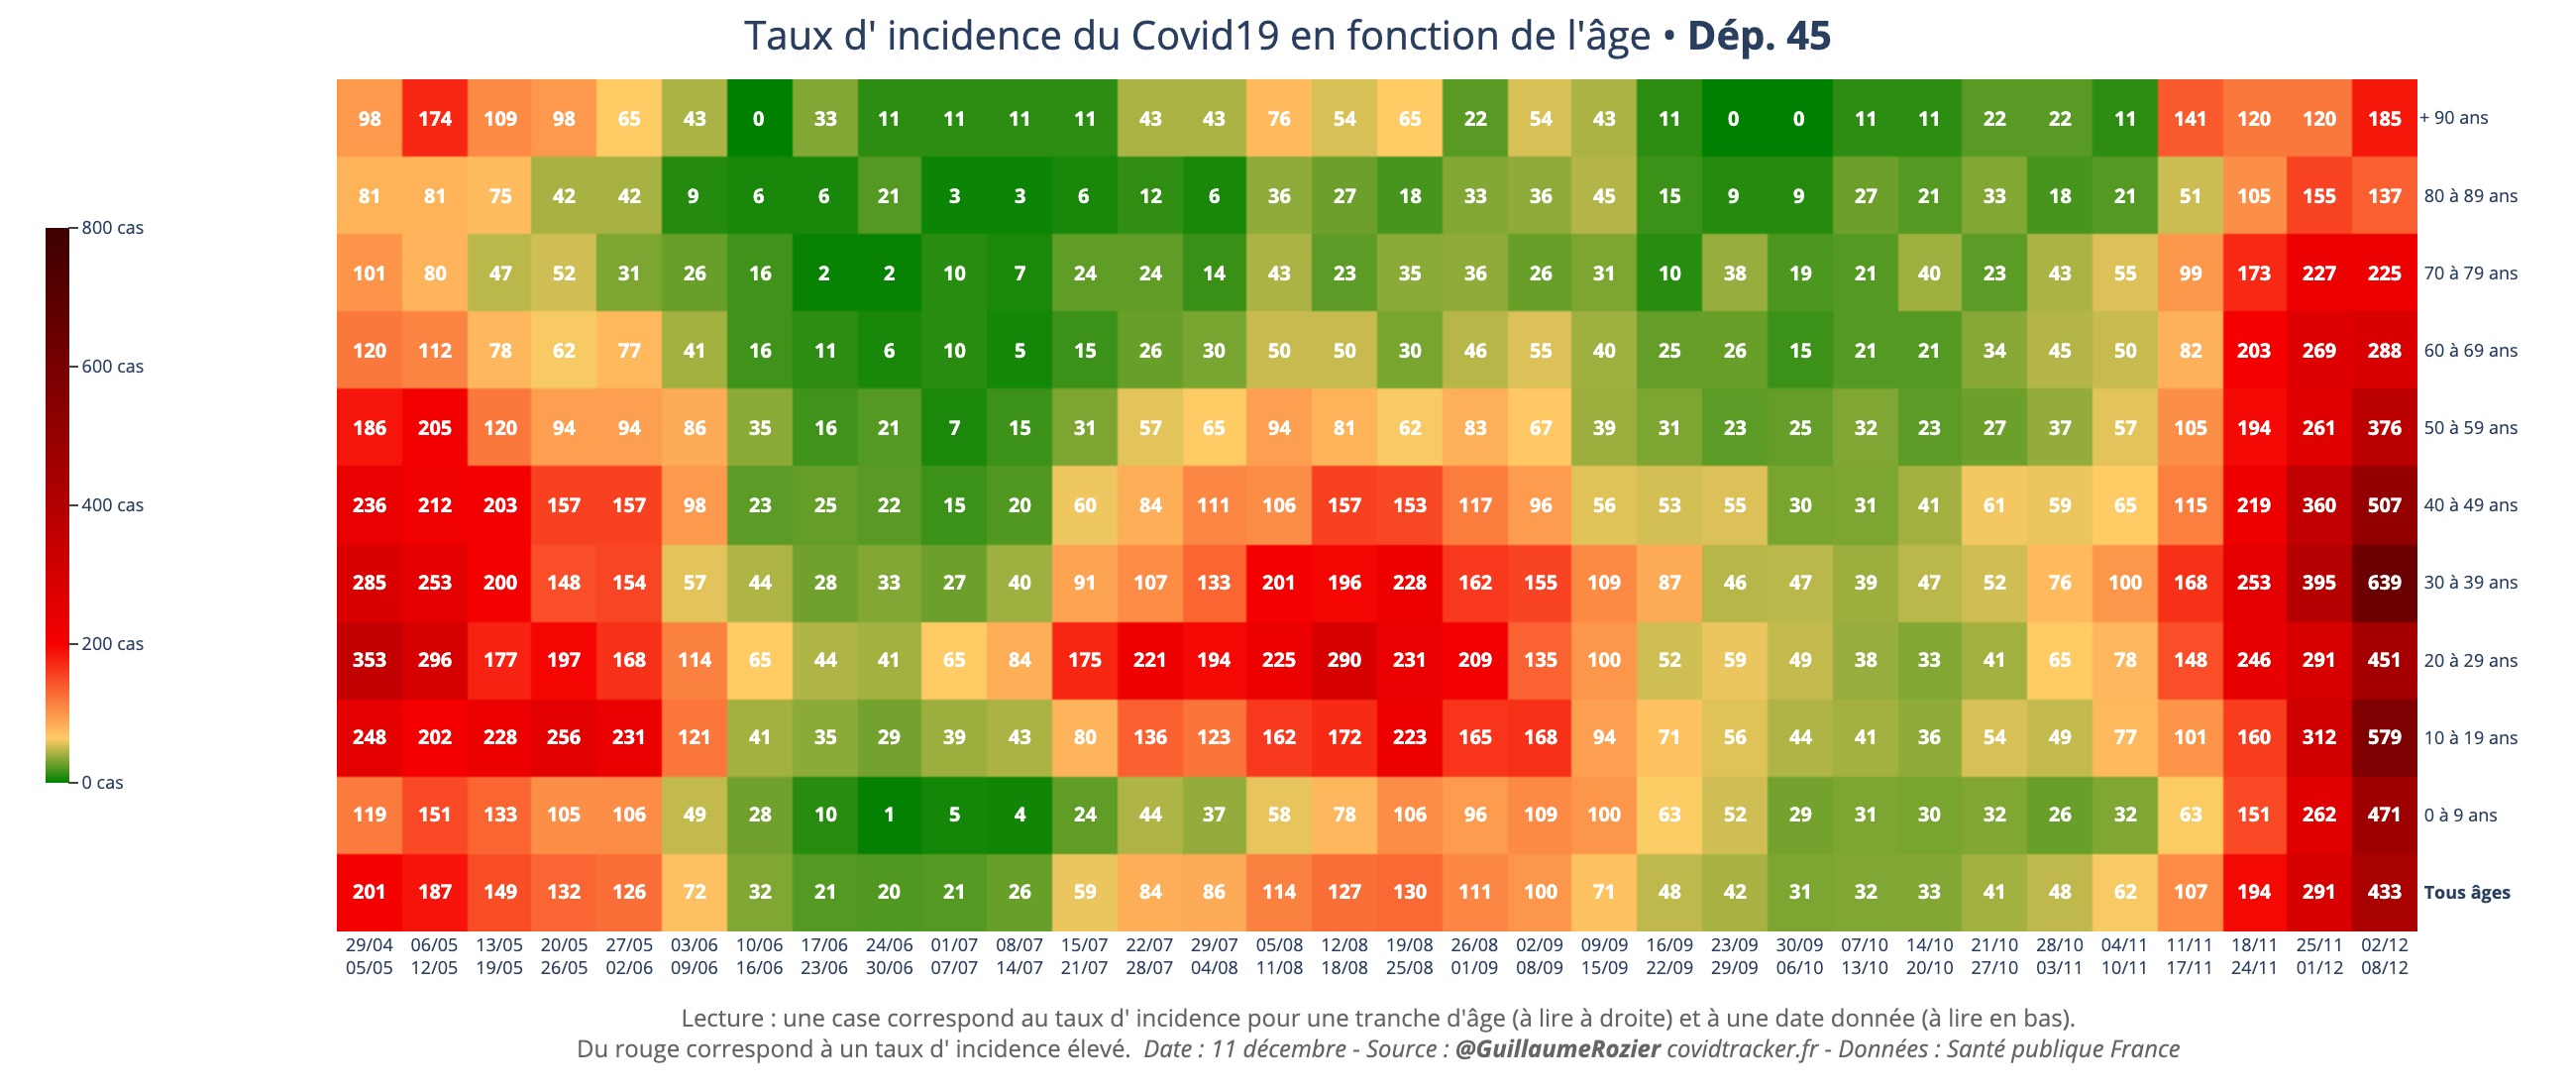 Taux d' incidence du Covid19 en fonction de l'âge • Dép. 45
98 174 109 98 65 43 0 33 11 11 11 11 43 43 76 54 65 22 54 43 11 0 0 11 11 22 22 11 141 120 120 185 + 90 ans
81 81 75 42 42 9 6 6 21 3 3 6 12 6 36 27 18 33 36 45 15 9 9 27 21 33 18 21 51 105 155 137 80 à 89 ans
800 cas
101 80 47 52 31 26 16 2 2 10 7 24 24 14 43 23 35 36 26 31 10 38 19 21 40 23 43 55 99 173 227 225 70 à 79 ans
120 112 78 62 77 41 16 11 6 10 5 15 26 30 50 50 30 46 55 40 25 26 15 21 21 34 45 50 82 203 269 288 60 à 69 ans
600 cas
186 205 120 94 94 86 35 16 21 7 15 31 57 65 94 81 62 83 67 39 31 23 25 32 23 27 37 57 105 194 261 376 50 à 59 ans
400 cas
236 212 203 157 157 98 23 25 22 15 20 60 84 111 106 157 153 117 96 56 53 55 30 31 41 61 59 65 115 219 360 507 40 à 49 ans
285 253 200 148 154 57 44 28 33 27 40 91 107 133 201 196 228 162 155 109 87 46 47 39 47 52 76 100 168 253 395 639 30 à 39 ans
200 cas
353 296 177 197 168 114 65 44 41 65 84 175 221 194 225 290 231 209 135 100 52 59 49 38 33 41 65 78 148 246 291 451 20 à 29 ans
248 202 228 256 231 121 41 35 29 39 43 80 136 123 162 172 223 165 168 94 71 56 44 41 36 54 49 77 101 160 312 579 10 à 19 ans
0 cas
119 151 133 105 106 49 28 10 1 5 4 24 44 37 58 78 106 96 109 100 63 52 29 31 30 32 26 32 63 151 262 471 0 à 9 ans
201 187 149 132 126 72 32 21 20 21 26 59 84 86 114 127 130 111 100 71 48 42 31 32 33 41 48 62 107 194 291 433 Tous âges
29/04 06/05 13/05 20/05 27/05 03/06 10/06 17/06 24/06 01/07 08/07 15/07 22/07 29/07 05/08 12/08 19/08 26/08 02/09 09/09 16/09 23/09 30/09 07/10 14/10 21/10 28/10 04/11 11/11 18/11 25/11 02/12
05/05 12/05 19/05 26/05 02/06 09/06 16/06 23/06 30/06 07/07 14/07 21/07 28/07 04/08 11/08 18/08 25/08 01/09 08/09 15/09 22/09 29/09 06/10 13/10 20/10 27/10 03/11 10/11 17/11 24/11 01/12 08/12
Lecture : une case correspond au taux d' incidence pour une tranche d'âge (à lire à droite) et à une date donnée (à lire en bas).
Du rouge correspond à un taux d' incidence élevé. Date : 11 décembre - Source : @GuillaumeRozier covidtracker.fr - Données : Santé publique France